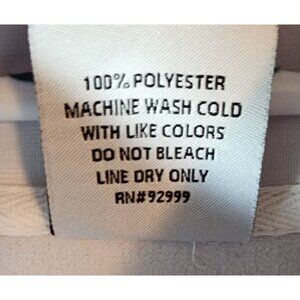 100% POLYESTER
MACHINE WASH COLD
WITH LIKE COLORS
DO NOT BLEACH
LINE DRY ONLY
RN#92999